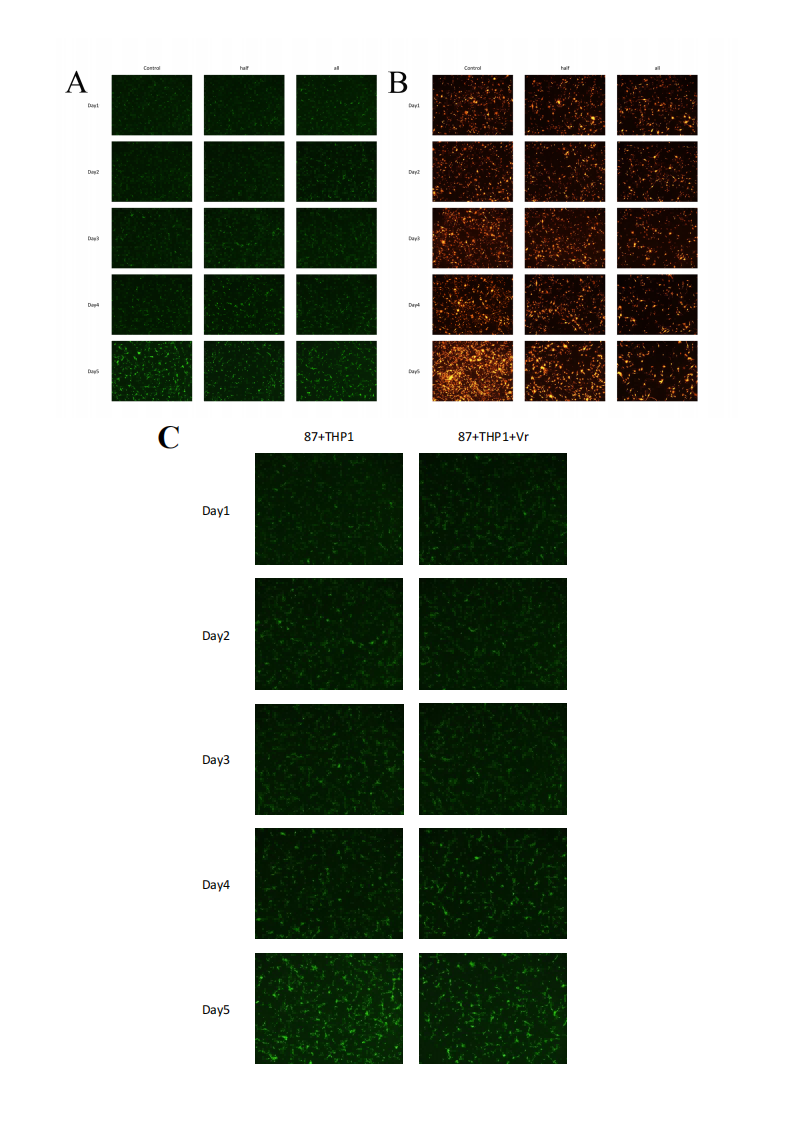 A
Control half all
Day1
Day2
Day3
Day4
Day5
B
Control half all
Day1
Day2
Day3
Day4
Day5
C
87+THP1 87+THP1+Vr
Day1
Day2
Day3
Day4
Day5